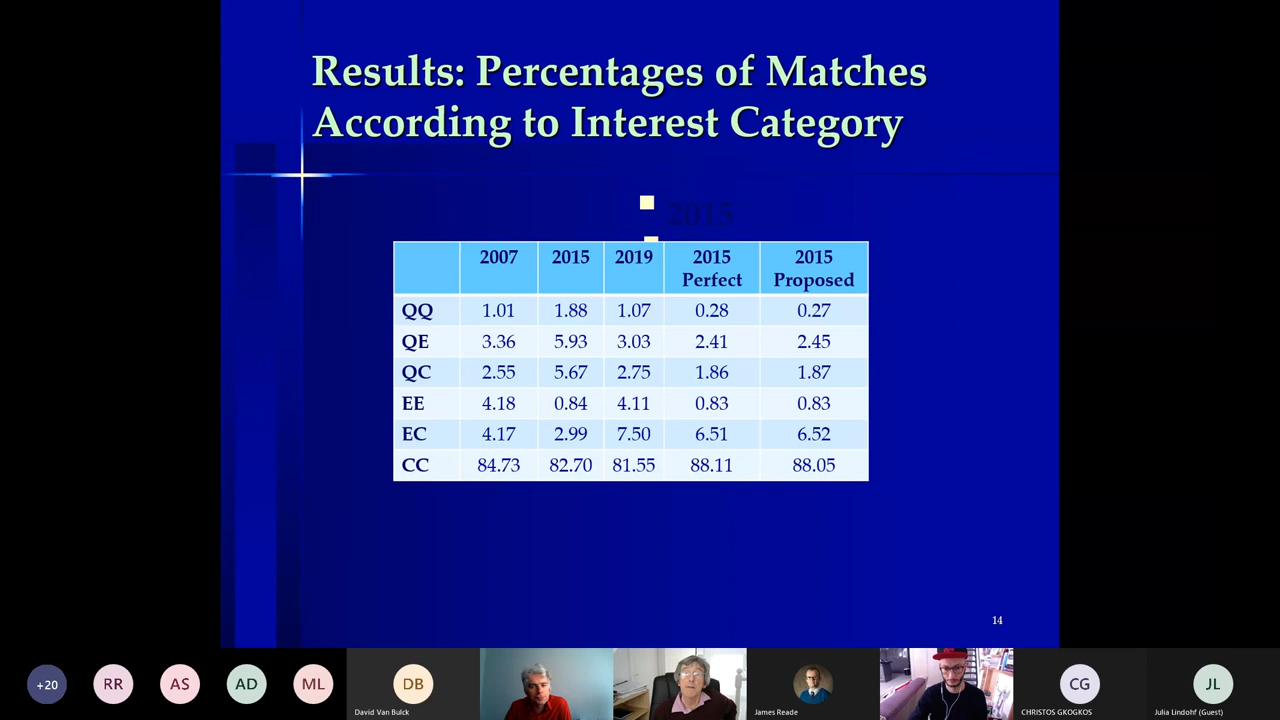 Results: Percentages of Matches
According to Interest Category
2015
2007 2015 2019 2015 Perfect 2015 Proposed
QQ 1.01 1.88 1.07 0.28 0.27
QE 3.36 5.93 3.03 2.41 2.45
QC 2.55 5.67 2.75 1.86 1.87
EE 4.18 0.84 4.11 0.83 0.83
EC 4.17 2.99 7.50 6.51 6.52
CC 84.73 82.70 81.55 88.11 88.05
14
+20 RR AS AD ML DB CG JL
David Van Bulck James Reade CHRISTOS GKOGKOS Julia Lindohf (Guest)